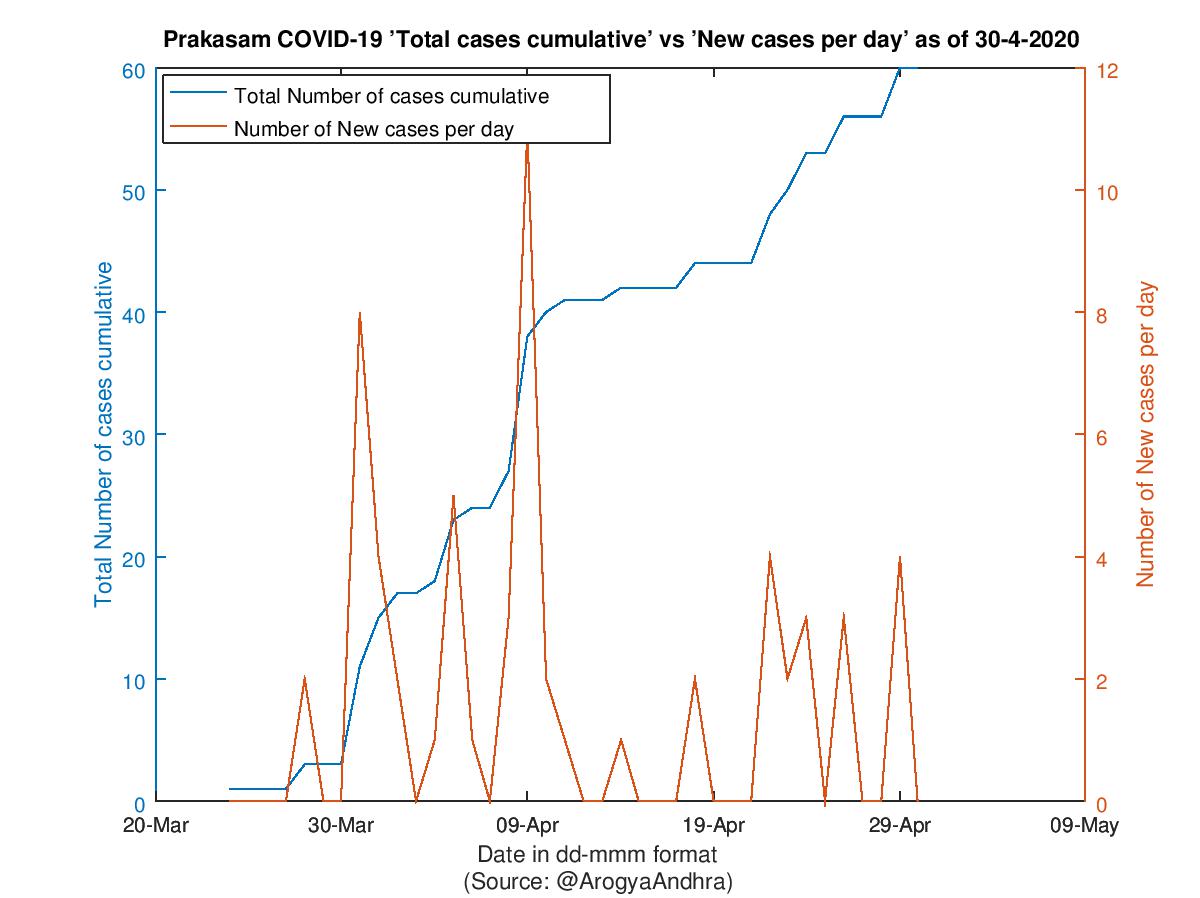 Prakasam COVID-19 ’Total cases cumulative’ vs ’New cases per day’ as of 30-4-2020
Total Number of cases cumulative
Number of New cases per day
60
50
40
30
20
10
0
Total Number of cases cumulative
12
10
8
6
4
2
0
Number of New cases per day
20-Mar 30-Mar 09-Apr 19-Apr 29-Apr 09-May
Date in dd-mmm format
(Source: @ArogyaAndhra)